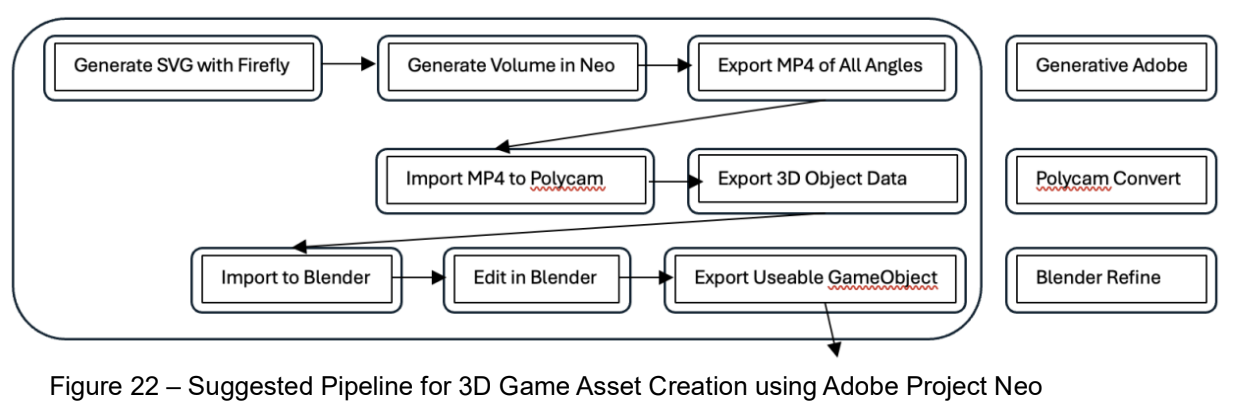 Generate SVG with Firefly
Generate Volume in Neo
Export MP4 of All Angles
Generative Adobe
Import MP4 to Polycam
Export 3D Object Data
Polycam Convert
Import to Blender
Edit in Blender
Export Useable GameObject
Blender Refine
Figure 22 – Suggested Pipeline for 3D Game Asset Creation using Adobe Project Neo